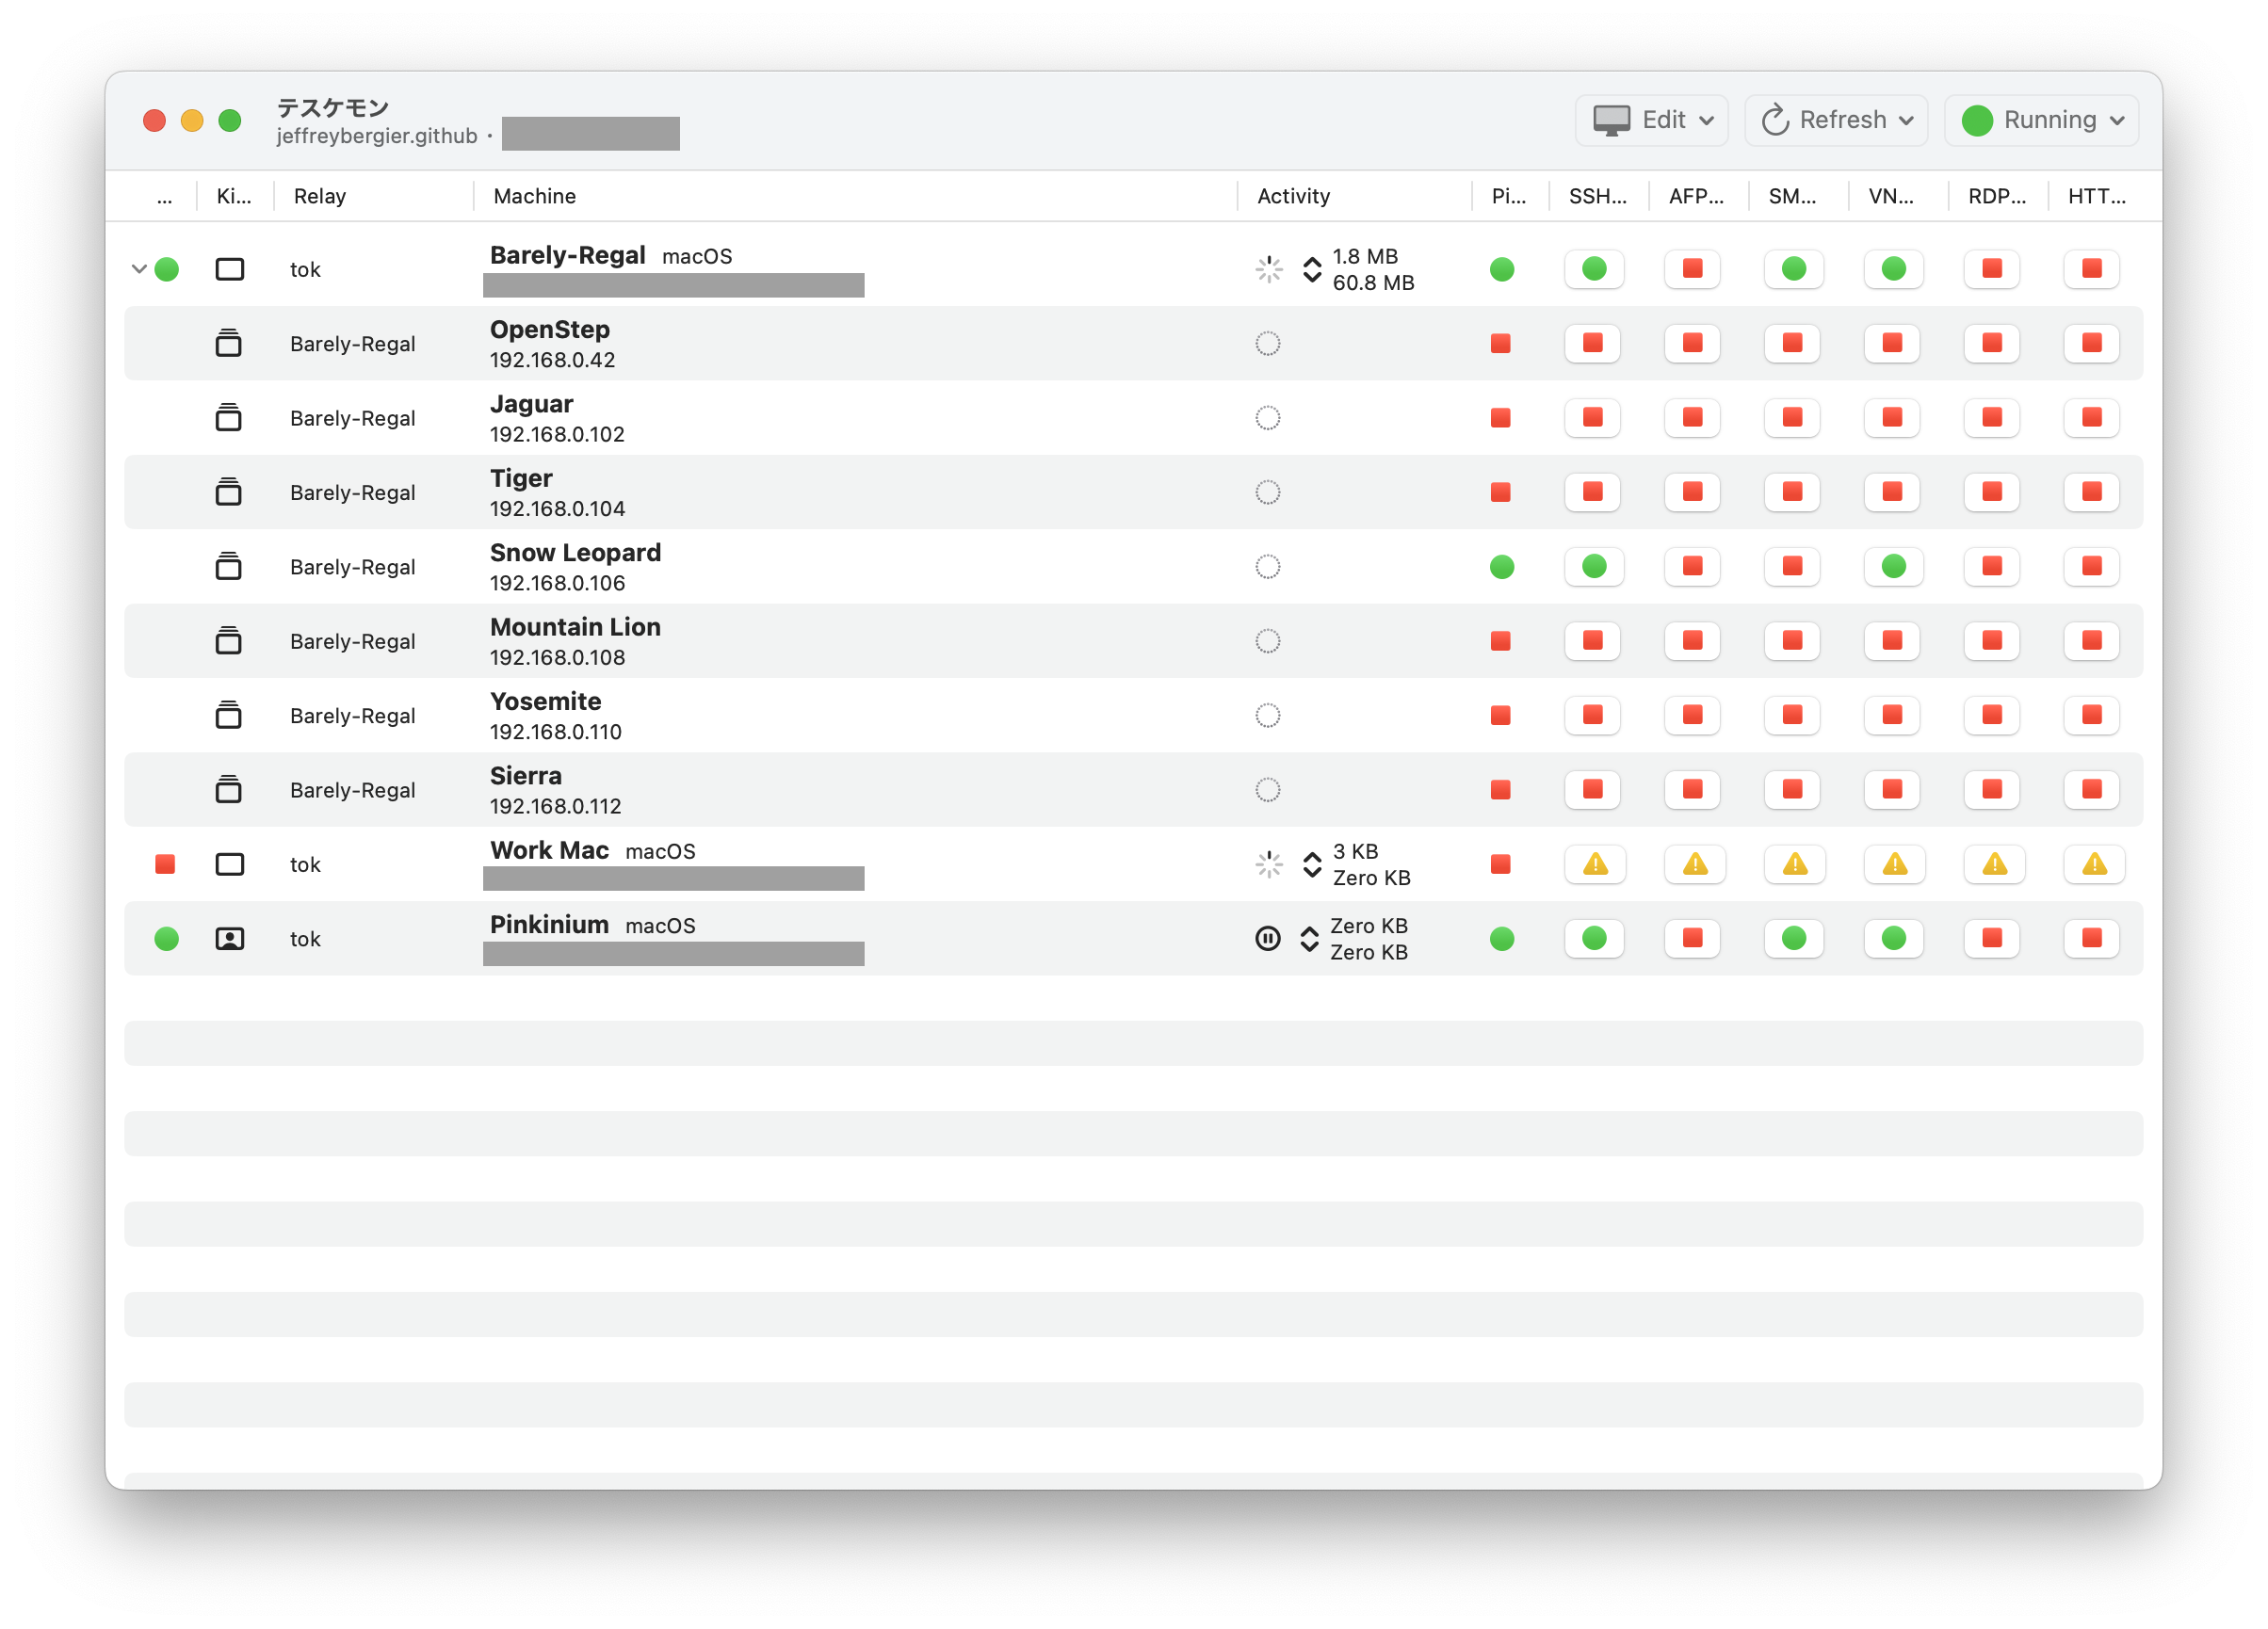 テスケモン
jeffreybergier.github •
Edit
Refresh
Running
... Ki... Relay Machine Activity Pi... SSH... AFP... SM... VN... RDP... HTT...
tok Barely-Regal macOS 1.8 MB
60.8 MB
Barely-Regal OpenStep
192.168.0.42
Barely-Regal Jaguar
192.168.0.102
Barely-Regal Tiger
192.168.0.104
Barely-Regal Snow Leopard
192.168.0.106
Barely-Regal Mountain Lion
192.168.0.108
Barely-Regal Yosemite
192.168.0.110
Barely-Regal Sierra
192.168.0.112
tok Work Mac macOS 3 KB
Zero KB
tok Pinkinium macOS Zero KB
Zero KB